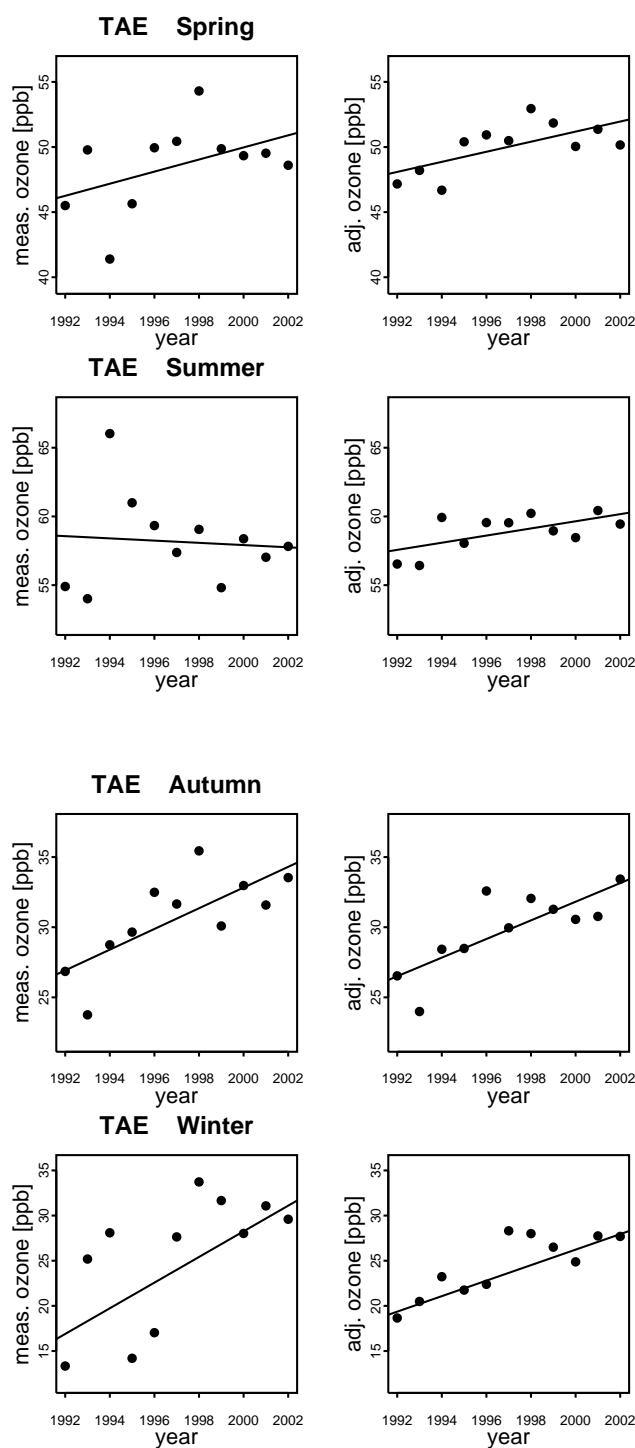 TAE Spring
meas. ozone [ppb]
40 45 50 55
1992 1994 1996 1998 2000 2002
year
adj. ozone [ppb]
40 45 50 55
1992 1994 1996 1998 2000 2002
year
TAE Summer
meas. ozone [ppb]
55 60 65
1992 1994 1996 1998 2000 2002
year
adj. ozone [ppb]
55 60 65
1992 1994 1996 1998 2000 2002
year
TAE Autumn
meas. ozone [ppb]
25 30 35
1992 1994 1996 1998 2000 2002
year
adj. ozone [ppb]
25 30 35
1992 1994 1996 1998 2000 2002
year
TAE Winter
meas. ozone [ppb]
15 20 25 30 35
1992 1994 1996 1998 2000 2002
year
adj. ozone [ppb]
15 20 25 30 35
1992 1994 1996 1998 2000 2002
year